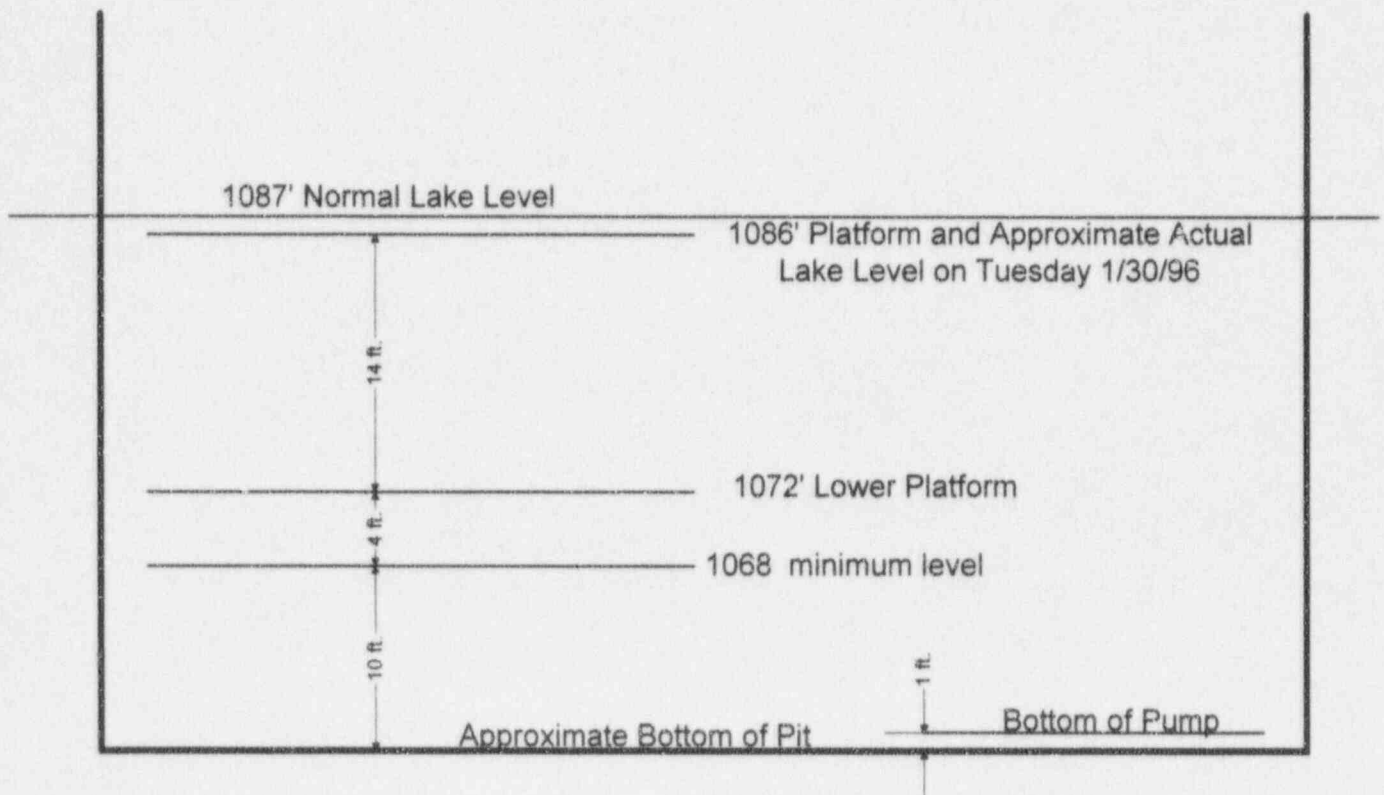 1087' Normal Lake Level
1086' Platform and Approximate Actual
Lake Level on Tuesday 1/30/96
14 ft.
1072' Lower Platform
4 ft.
1068 minimum level
10 ft.
1 ft.
Bottom of Pump
Approximate Bottom of Pit